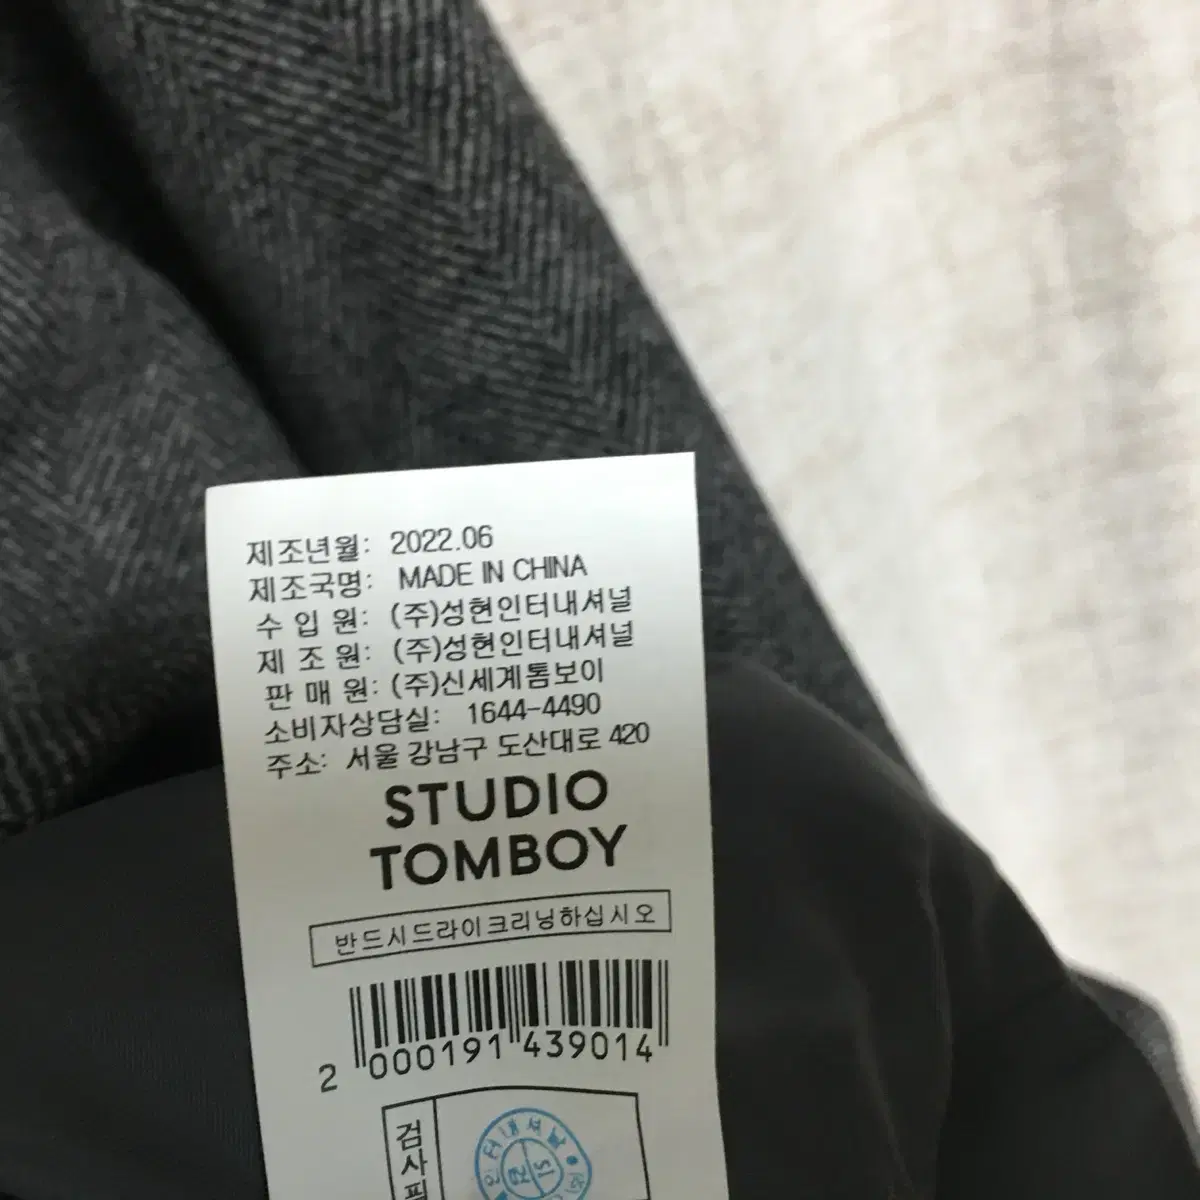 제조년월: 2022.06
제조국명: MADE IN CHINA
수 입 원: (주)성현인터내셔널
제 조 원: (주)성현인터내셔널
판 매 원: (주)신세계톰보이
소비자상담실: 1644-4490
주소: 서울 강남구 도산대로 420
STUDIO
TOMBOY
반드시드라이크리닝하십시오
2 000191 439014
검사필
터내셔날